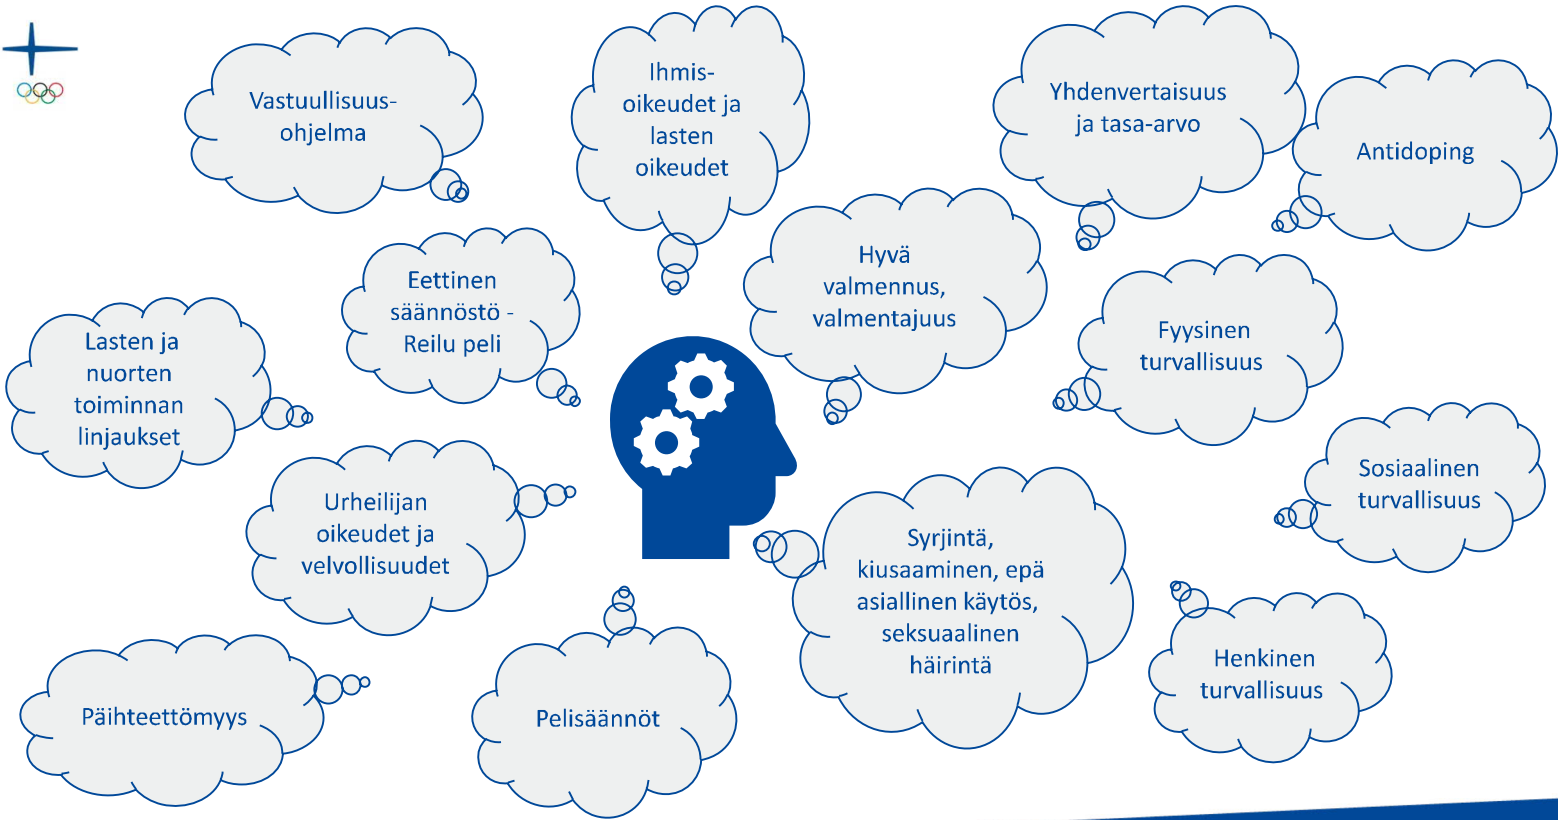 Vastuullisuus-
ohjelma
Ihmis-
oikeudet ja
lasten
oikeudet
Yhdenvertaisuus
ja tasa-arvo
Antidoping
Eettinen
säännöstö -
Reilu peli
Hyvä
valmennus,
valmentajuus
Fyysinen
turvallisuus
Lasten ja
nuorten
toiminnan
linjaukset
Sosiaalinen
turvallisuus
Urheilijan
oikeudet ja
velvollisuudet
Syrjintä,
kiusaaminen, epä
asiallinen käytös,
seksuaalinen
häirintä
Henkinen
turvallisuus
Päihteettömyys
Pelisäännöt